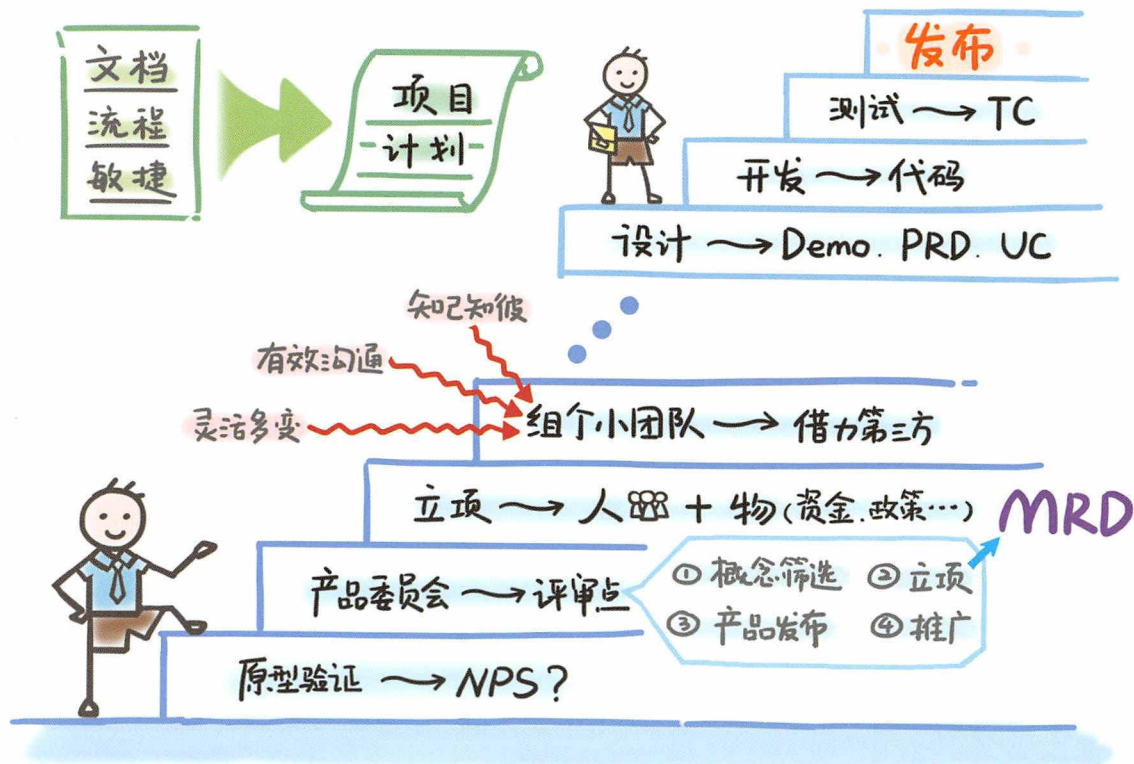 文档
流程
敏捷
项目
计划
发布
测试→TC
开发→代码
设计→Demo. PRD. UC
知己知彼
有效沟通
灵活多变
组个小团队→借力第三方
立项→人+物(资金.政策…)
MRD
产品委员会→评审点
① 概念筛选 ② 立项
③ 产品发布 ④ 推广
原型验证→NPS?